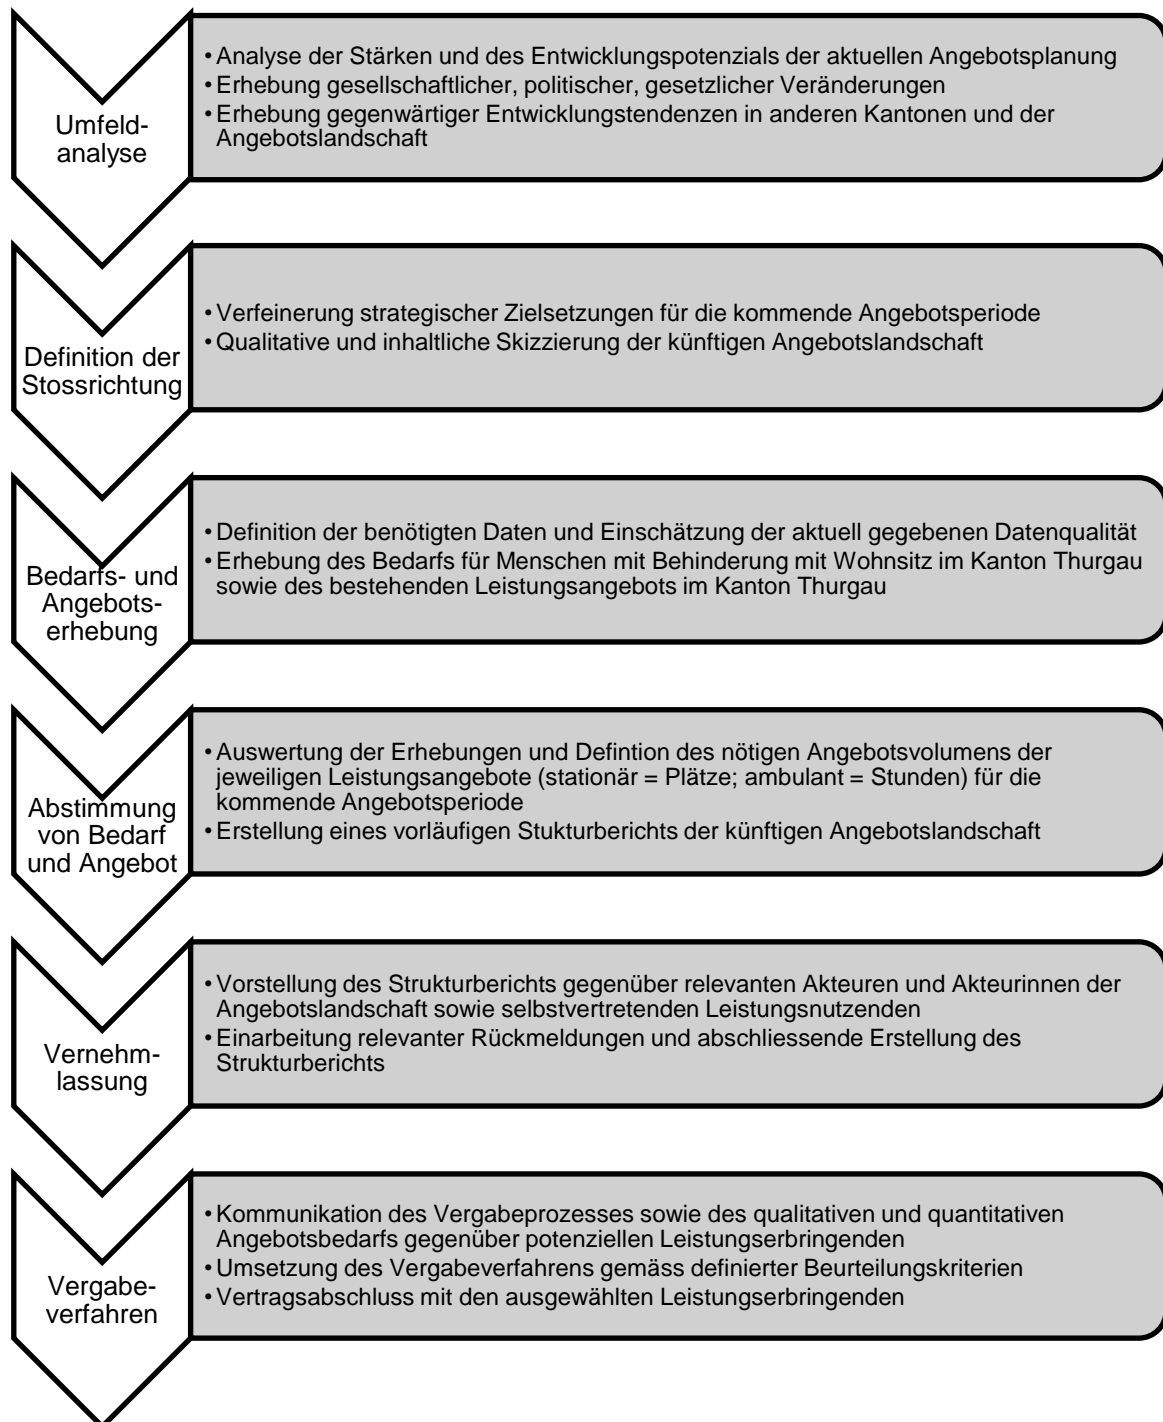 Umfeld-
analyse
• Analyse der Stärken und des Entwicklungspotenzials der aktuellen Angebotsplanung
• Erhebung gesellschaftlicher, politischer, gesetzlicher Veränderungen
• Erhebung gegenwärtiger Entwicklungstendenzen in anderen Kantonen und der
Angebotslandschaft
Definition der
Stossrichtung
• Verfeinerung strategischer Zielsetzungen für die kommende Angebotsperiode
• Qualitative und inhaltliche Skizzierung der künftigen Angebotslandschaft
Bedarfs- und
Angebots-
erhebung
• Definition der benötigten Daten und Einschätzung der aktuell gegebenen Datenqualität
• Erhebung des Bedarfs für Menschen mit Behinderung mit Wohnsitz im Kanton Thurgau
sowie des bestehenden Leistungsangebots im Kanton Thurgau
Abstimmung
von Bedarf
und Angebot
• Auswertung der Erhebungen und Defintion des nötigen Angebotsvolumens der
jeweiligen Leistungsangebote (stationär = Plätze; ambulant = Stunden) für die
kommende Angebotsperiode
• Erstellung eines vorläufigen Stukturberichts der künftigen Angebotslandschaft
Vernehm-
lassung
• Vorstellung des Strukturberichts gegenüber relevanten Akteuren und Akteurinnen der
Angebotslandschaft sowie selbstvertretenden Leistungsnutzenden
• Einarbeitung relevanter Rückmeldungen und abschliessende Erstellung des
Strukturberichts
Vergabe-
verfahren
• Kommunikation des Vergabeprozesses sowie des qualitativen und quantitativen
Angebotsbedarfs gegenüber potenziellen Leistungserbringenden
• Umsetzung des Vergabeverfahrens gemäss definierter Beurteilungskriterien
• Vertragsabschluss mit den ausgewählten Leistungserbringenden